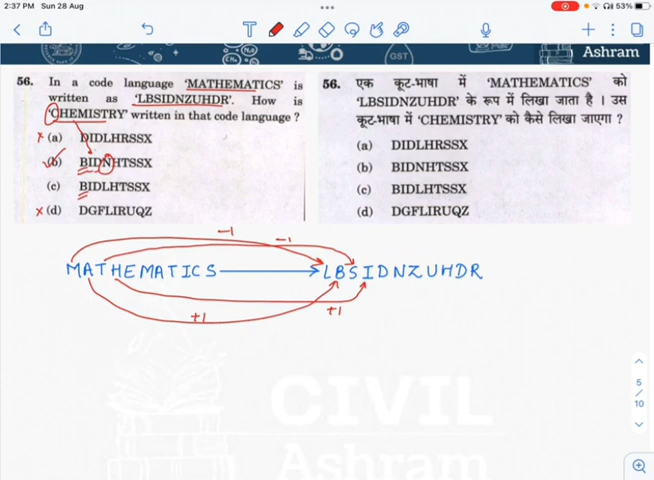 2:37 PM Sun 28 Aug
53%
T
GST
Ashram
56. In a code language 'MATHEMATICS' is
written as 'LBSIDNZUHDR'. How is
'CHEMISTRY' written in that code language ?
(a) DIDLHRSSX
(b) BIDNHTSSX
(c) BIDLHTSSX
(d) DGFLIRUQZ
56. एक कूट-भाषा में 'MATHEMATICS' को
'LBSIDNZUHDR' के रूप में लिखा जाता है । उस
कूट-भाषा में 'CHEMISTRY' को कैसे लिखा जाएगा ?
(a) DIDLHRSSX
(b) BIDNHTSSX
(c) BIDLHTSSX
(d) DGFLIRUQZ
-1
-1
MATHEMATICS LBSIDNZUHDR
+1
+1
5
/
10
CIVIL
Ashram